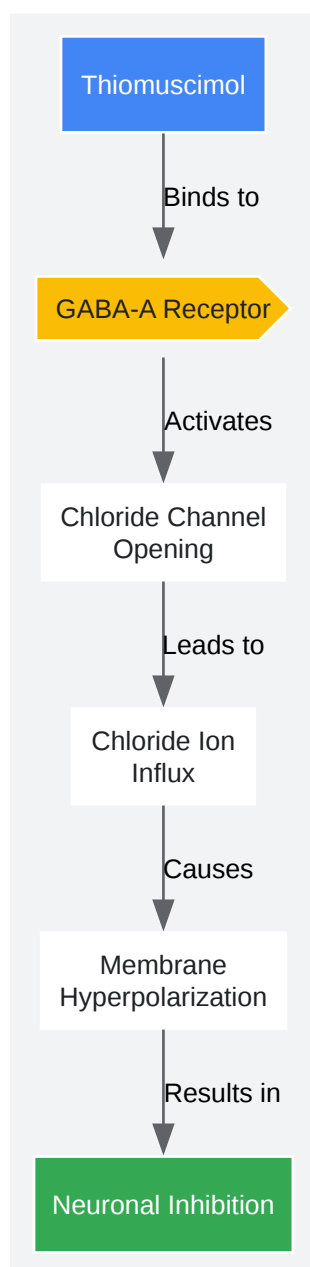 Thiomuscimol
Binds to
GABA-A Receptor
Activates
Chloride Channel
Opening
Leads to
Chloride Ion
Influx
Causes
Membrane
Hyperpolarization
Results in
Neuronal Inhibition